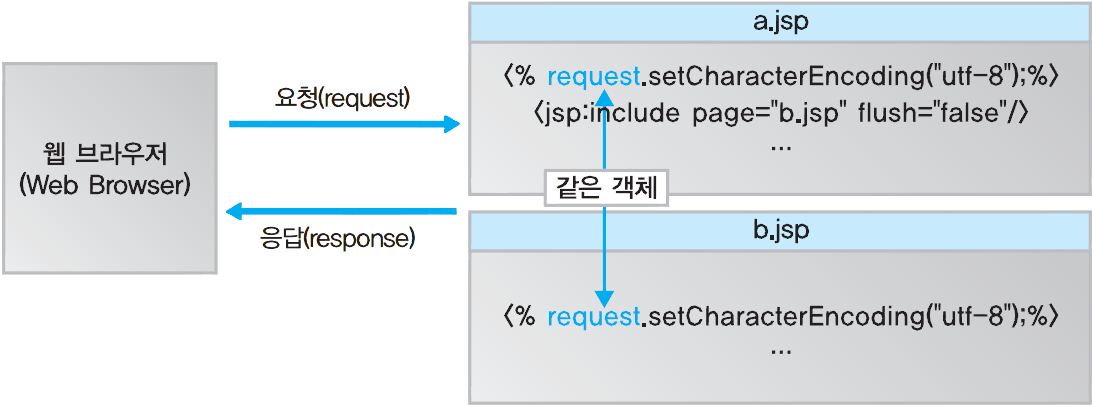 a.jsp
<% request.setCharacterEncoding("utf-8");%>
<jsp:include page="b.jsp" flush="false"/>
...
요청(request)
웹 브라우저
(Web Browser)
같은 객체
응답(response)
b.jsp
<% request.setCharacterEncoding("utf-8");%>
...